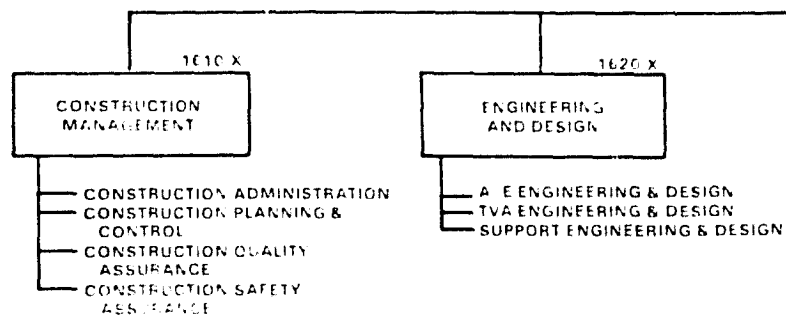 1610 X
CONSTRUCTION
MANAGEMENT
CONSTRUCTION ADMINISTRATION
CONSTRUCTION PLANNING &
CONTROL
CONSTRUCTION QUALITY
ASSURANCE
CONSTRUCTION SAFETY
ASSURANCE
1620 X
ENGINEERING
AND DESIGN
A E ENGINEERING & DESIGN
TVA ENGINEERING & DESIGN
SUPPORT ENGINEERING & DESIGN